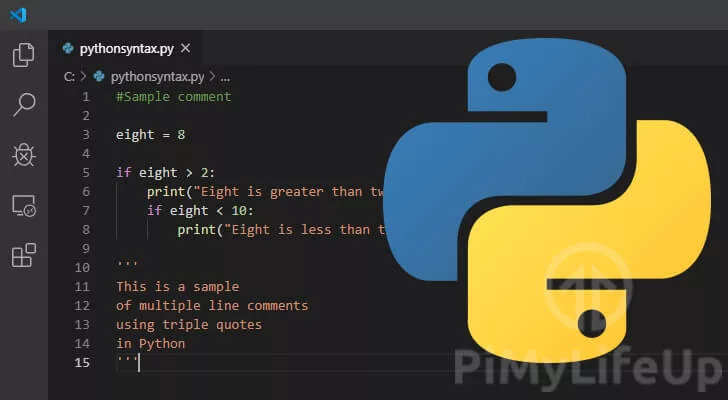 pythonsyntax.py
C: > pythonsyntax.py > ...
1 #Sample comment
2
3 eight = 8
4
5 if eight > 2:
6 print("Eight is greater than tw
7 if eight < 10:
8 print("Eight is less than t
9
10 '''
11 This is a sample
12 of multiple line comments
13 using triple quotes
14 in Python
15 '''
PiMyLifeUp